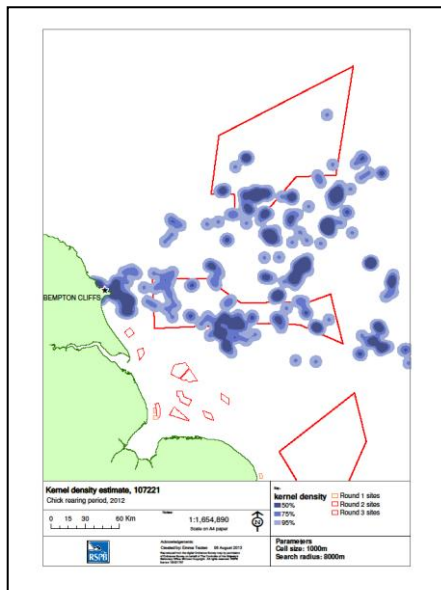 BEMPTON CLIFFS
Kernel density estimate, 107221
Chick rearing period, 2012
0 15 30 60 Km
1:1,654,890
Scale on A4 paper
Acknowledgements
Created by: Emma Teuten 08 August 2013
RSPB
kernel density
50%
75%
95%
Round 1 sites
Round 2 sites
Round 3 sites
Parameters
Cell size: 1000m
Search radius: 8000m